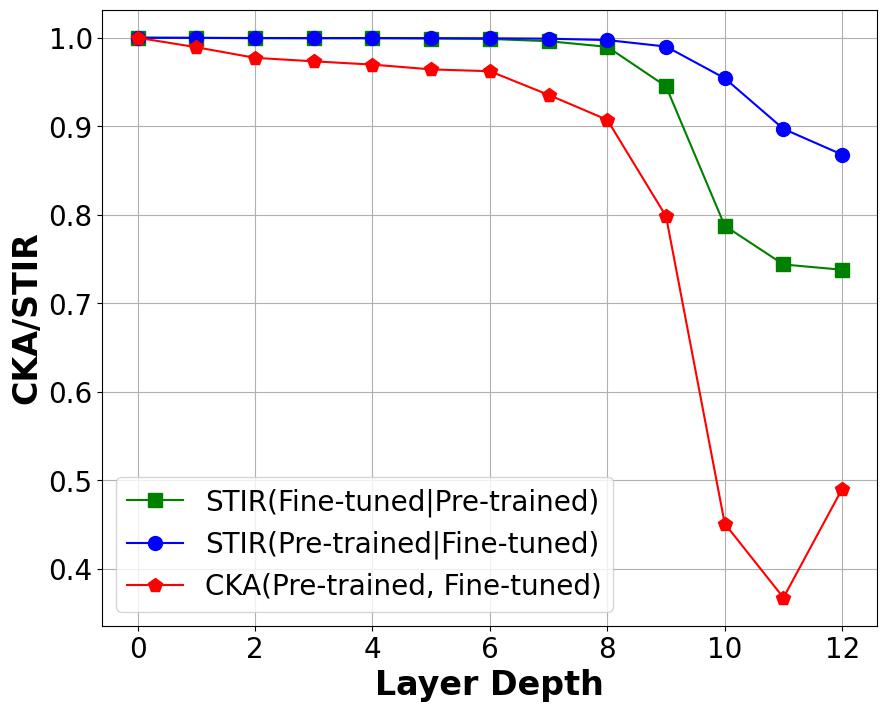 1.0
0.9
0.8
0.7
0.6
0.5
0.4
CKA/STIR
STIR(Fine-tuned|Pre-trained)
STIR(Pre-trained|Fine-tuned)
CKA(Pre-trained, Fine-tuned)
0 2 4 6 8 10 12
Layer Depth